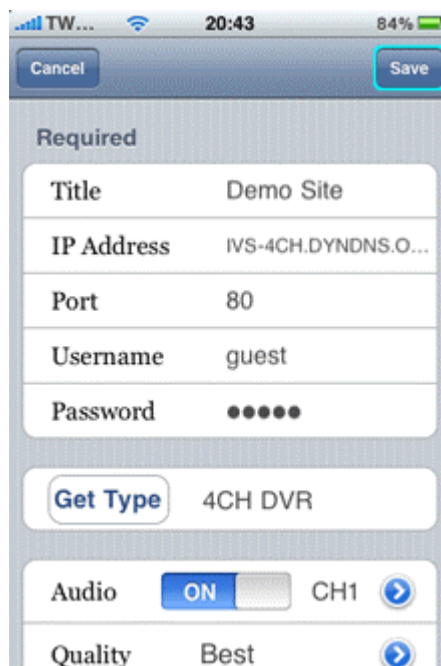 TW... 20:43 84%
Cancel Save
Required
Title Demo Site
IP Address IVS-4CH.DYNDNS.O...
Port 80
Username guest
Password ●●●●●
Get Type 4CH DVR
Audio ON CH1
Quality Best